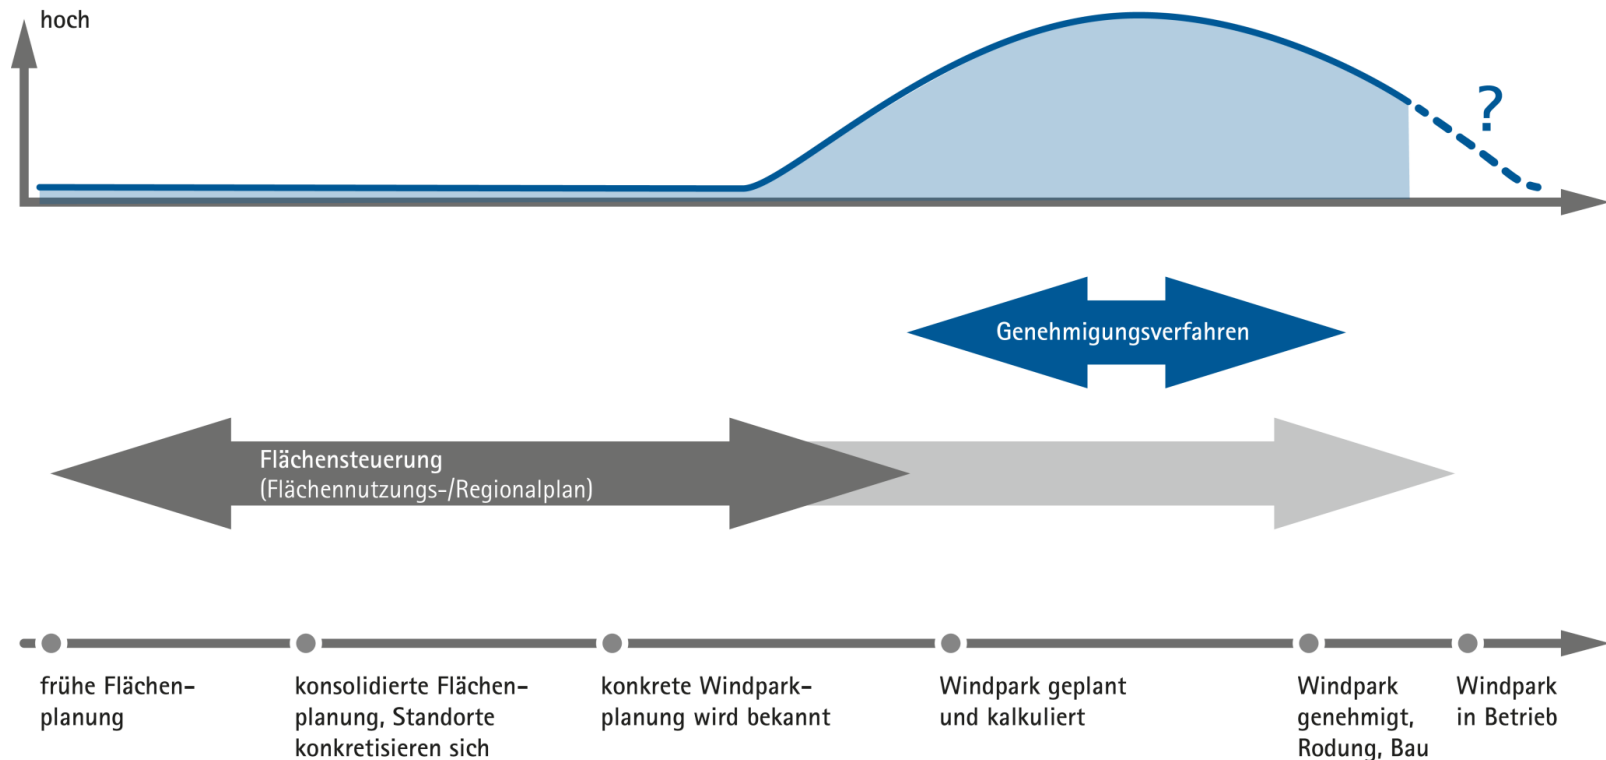 hoch
?
Genehmigungsverfahren
Flächensteuerung
(Flächennutzungs-/Regionalplan)
frühe Flächen-
planung
konsolidierte Flächen-
planung, Standorte
konkretisieren sich
konkrete Windpark-
planung wird bekannt
Windpark geplant
und kalkuliert
Windpark
genehmigt,
Rodung, Bau
Windpark
in Betrieb